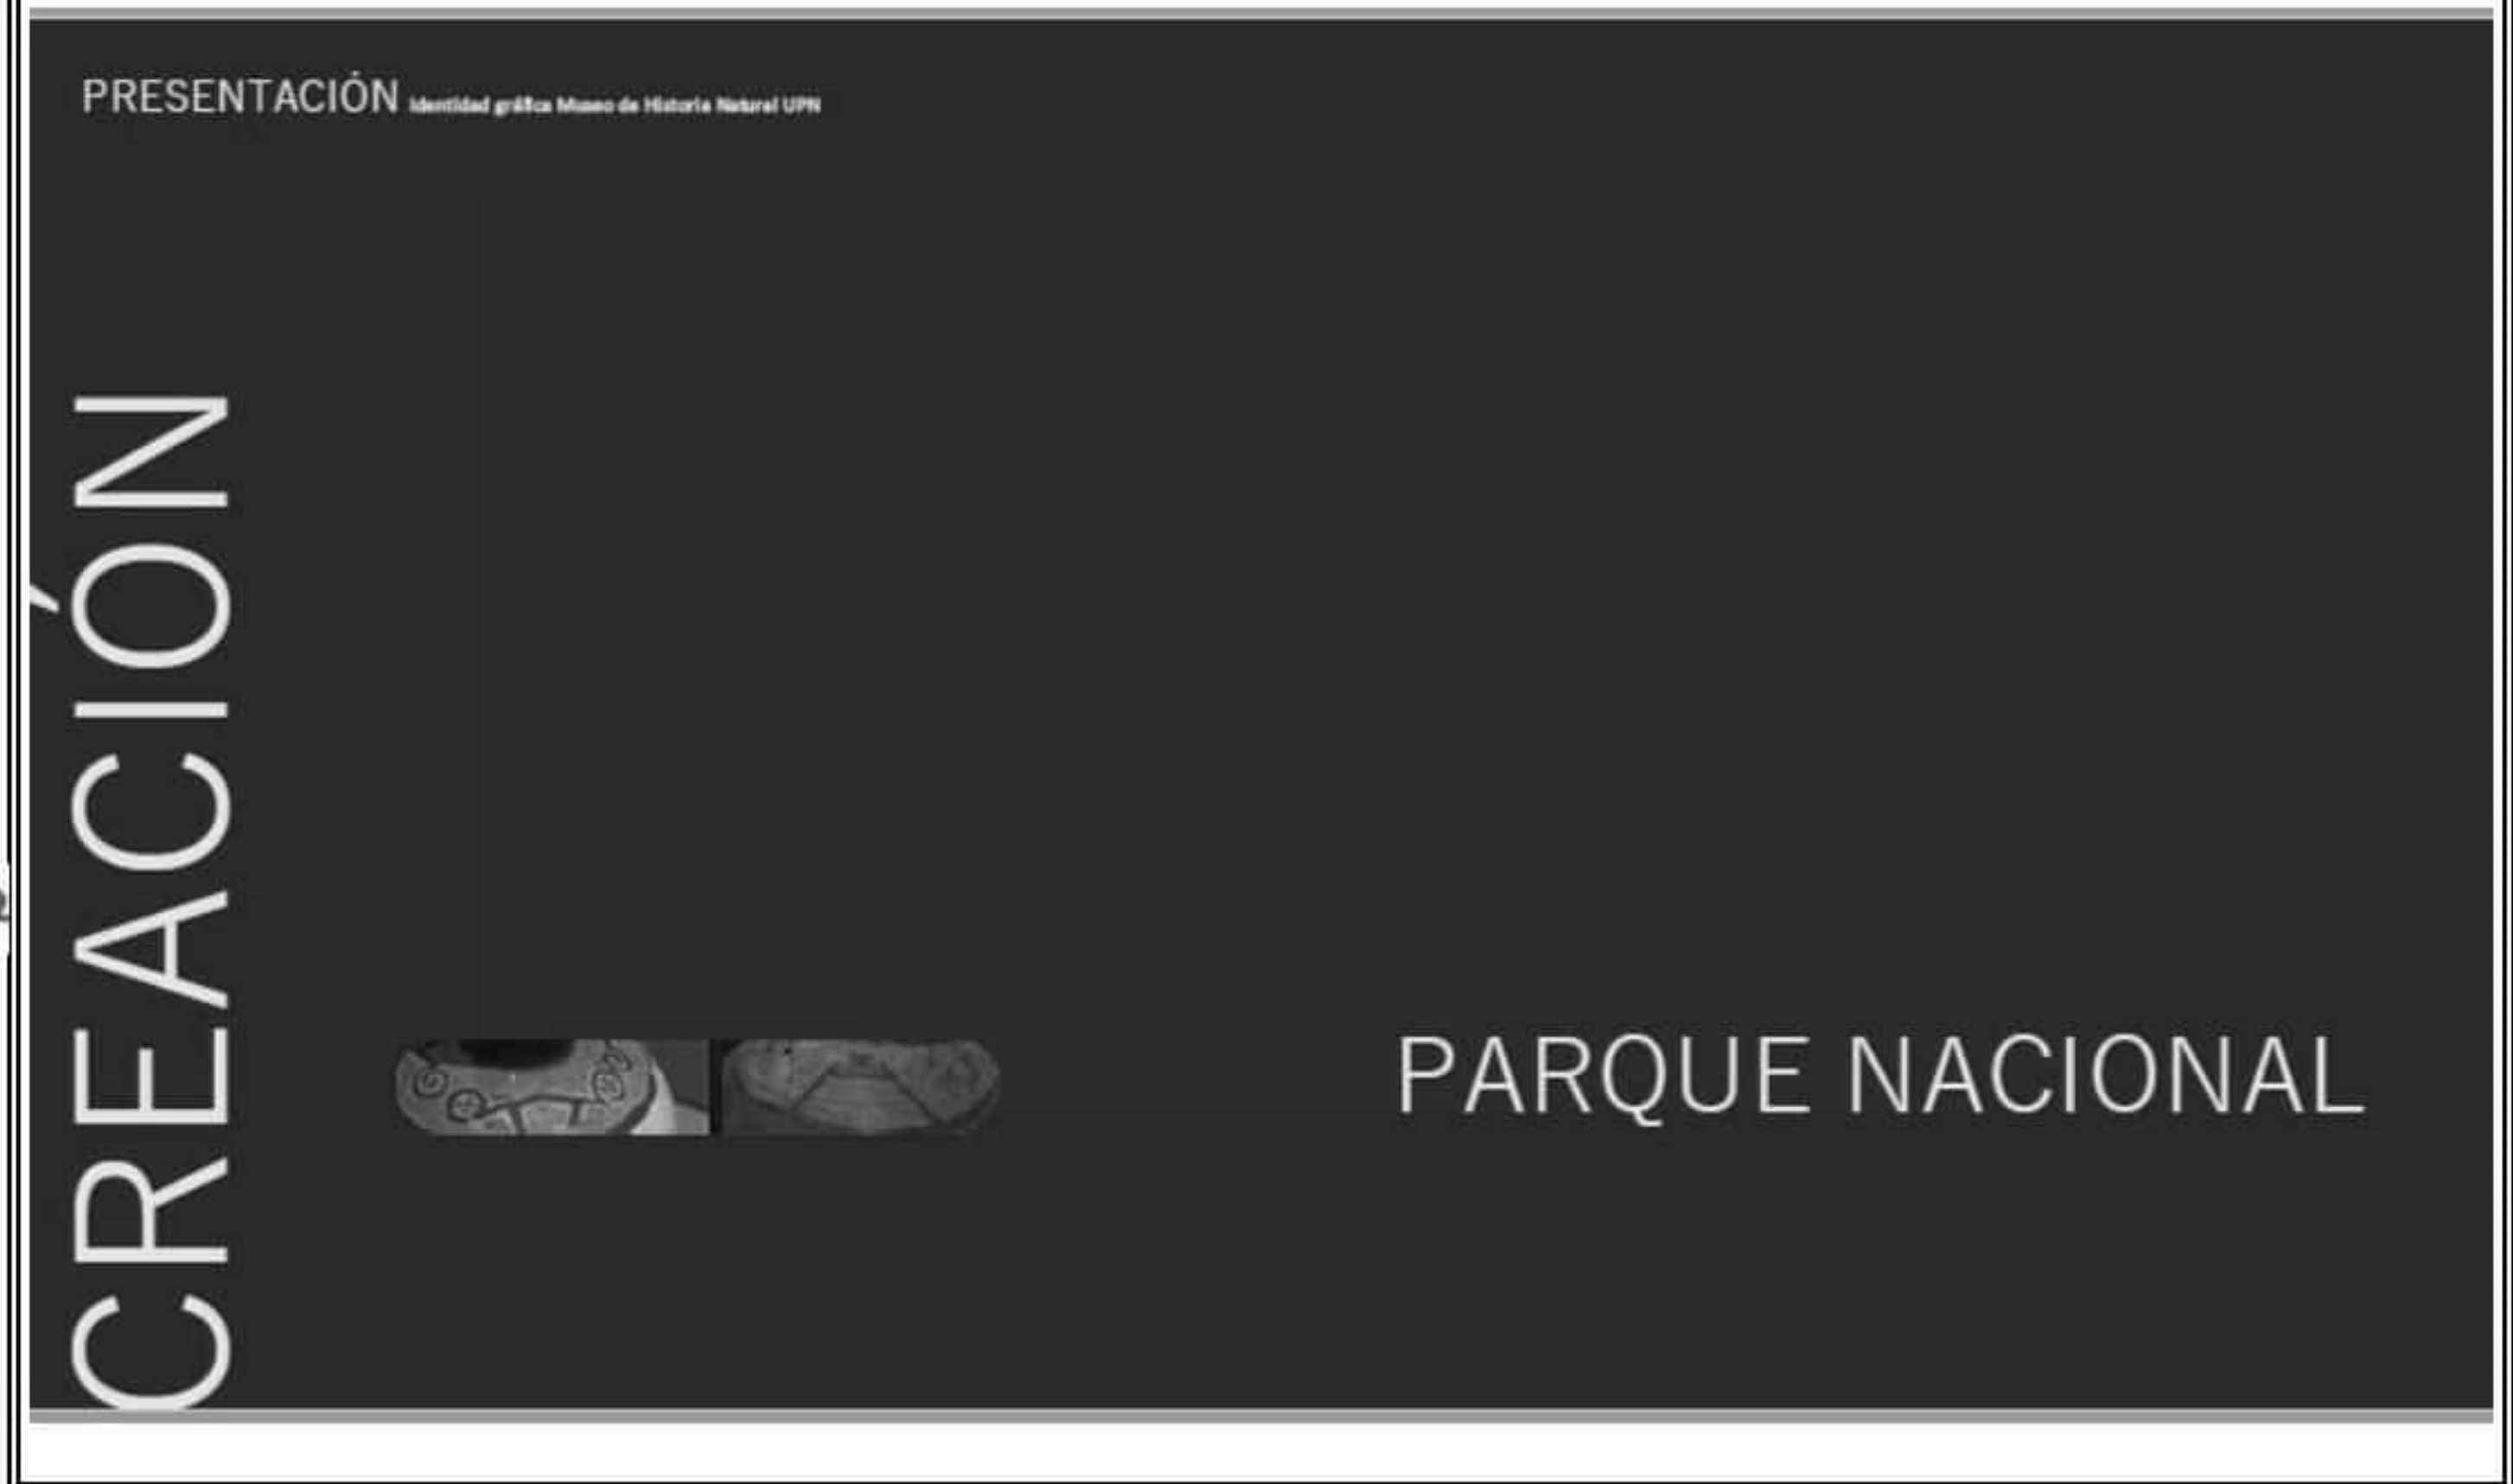 PRESENTACIÓN Identidad gráfica Museo de Historia Natural UPN
CREACIÓN
PARQUE NACIONAL